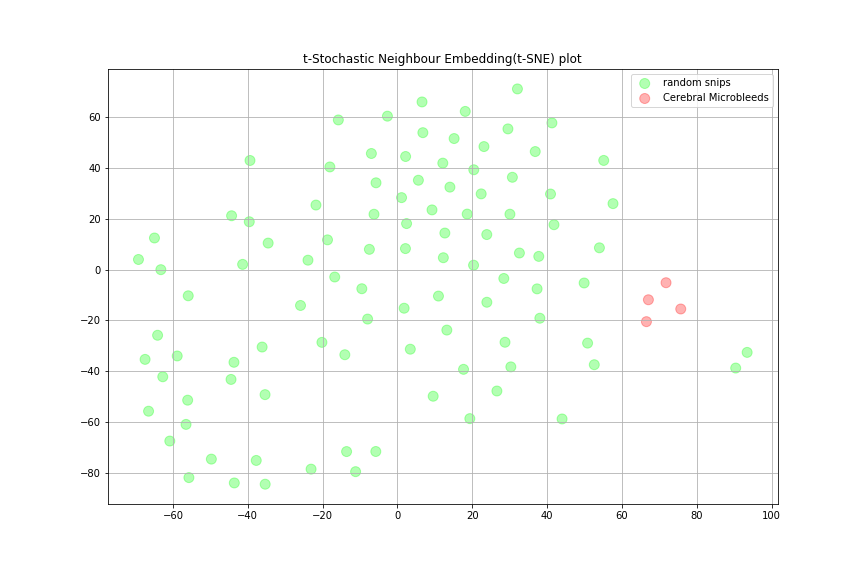 t-Stochastic Neighbour Embedding(t-SNE) plot
random snips
Cerebral Microbleeds
60
40
20
0
−20
−40
−60
−80
−60 −40 −20 0 20 40 60 80 100